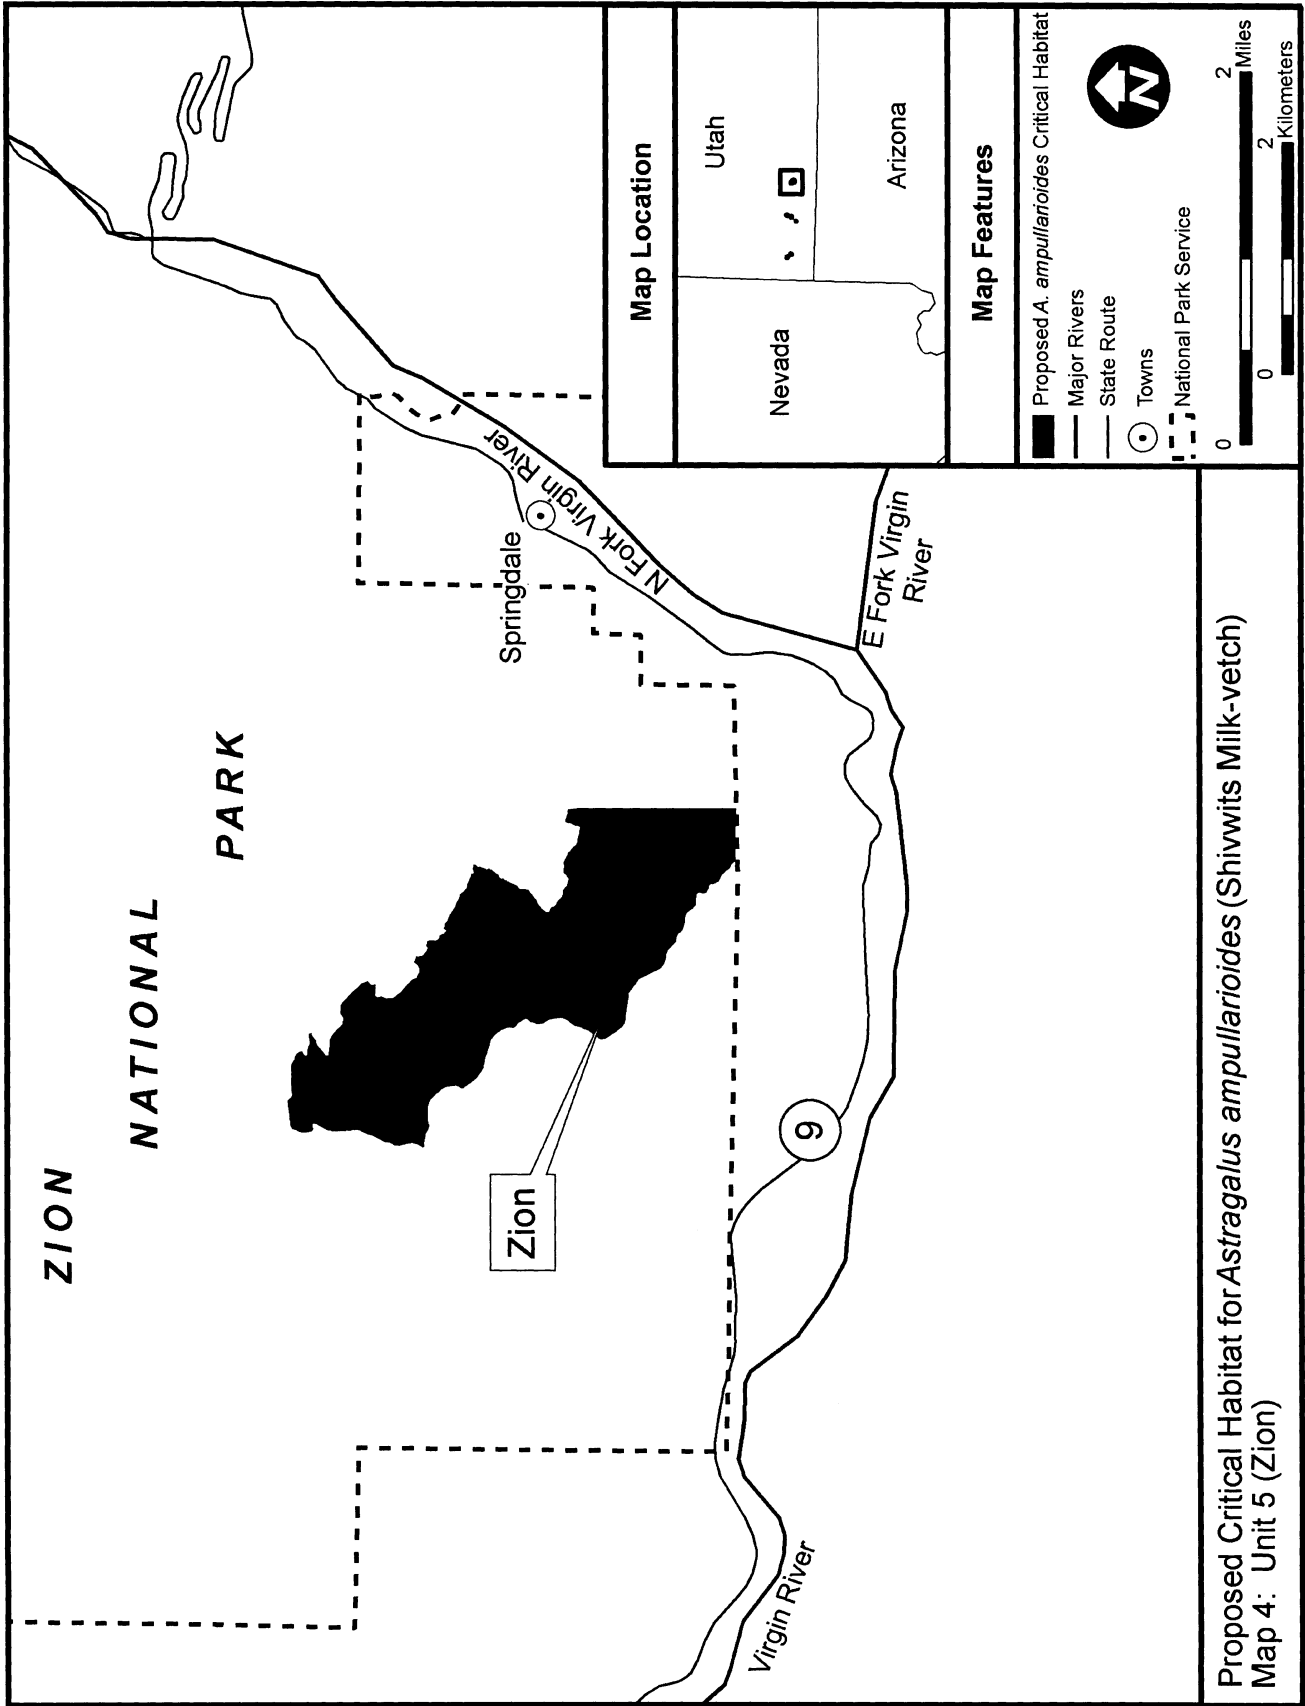 ZION
NATIONAL
PARK
Springdale
N Fork Virgin River
E Fork Virgin
River
Zion
9
Virgin River
Map Location
Utah
Nevada
Arizona
Map Features
Proposed A. ampullarioides Critical Habitat
Major Rivers
State Route
Towns
National Park Service
N
0 2 Miles
0 2 Kilometers
Proposed Critical Habitat for Astragalus ampullarioides (Shivwits Milk-vetch)
Map 4: Unit 5 (Zion)